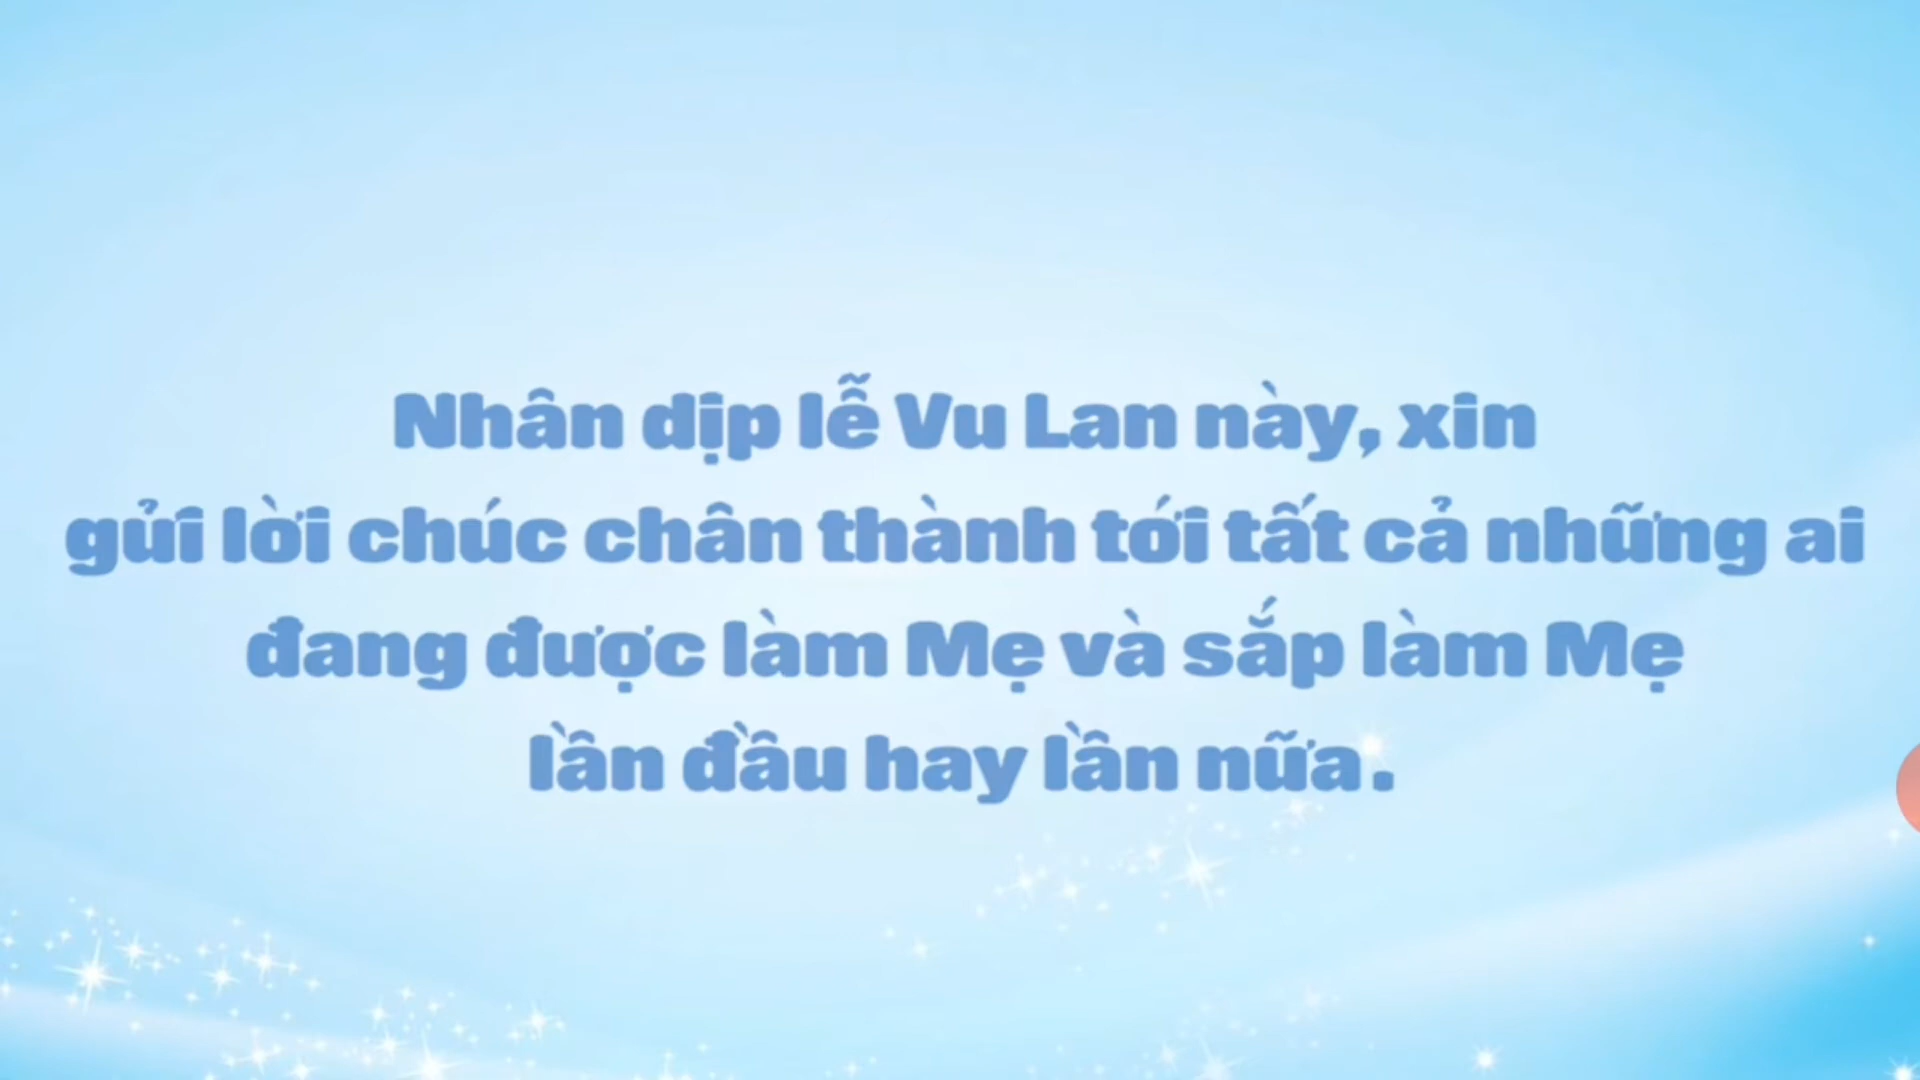 Nhân dịp lễ Vu Lan này, xin
gửi lời chúc chân thành tới tất cả những ai
đang được làm Mẹ và sắp làm Mẹ
lần đầu hay lần nữa.